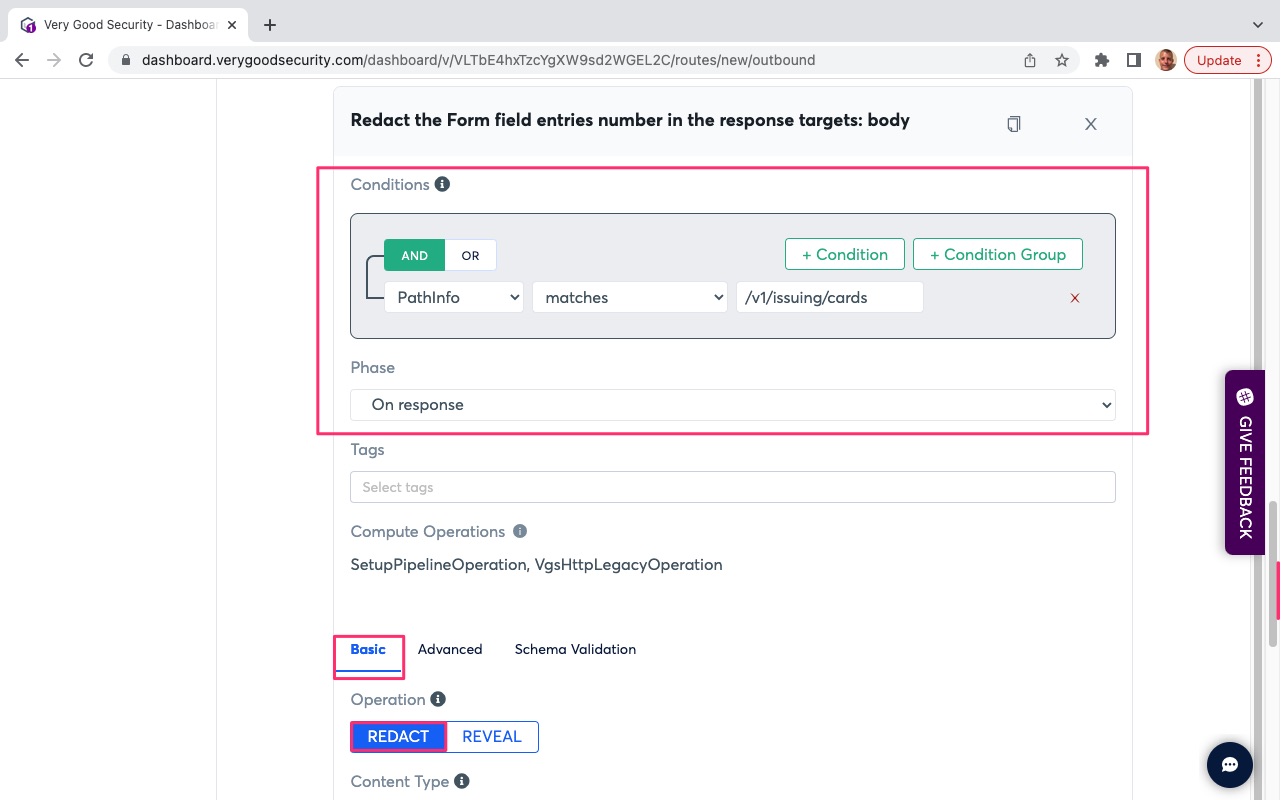 Very Good Security - Dashboa
dashboard.verygoodsecurity.com/dashboard/v/VLTbE4hxTzcYgXW9sd2WGEL2C/routes/new/outbound
Update
Redact the Form field entries number in the response targets: body
X
Conditions
AND OR + Condition + Condition Group
PathInfo matches /v1/issuing/cards
Phase
On response
Tags
Select tags
Compute Operations
SetupPipelineOperation, VgsHttpLegacyOperation
Basic Advanced Schema Validation
Operation
REDACT REVEAL
Content Type
GIVE FEEDBACK